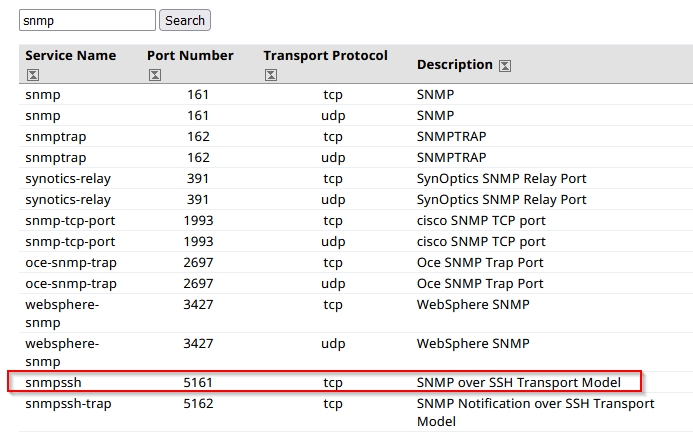 snmp Search
Service Name Port Number Transport Protocol Description
snmp 161 tcp SNMP
snmp 161 udp SNMP
snmptrap 162 tcp SNMPTRAP
snmptrap 162 udp SNMPTRAP
synotics-relay 391 tcp SynOptics SNMP Relay Port
synotics-relay 391 udp SynOptics SNMP Relay Port
snmp-tcp-port 1993 tcp cisco SNMP TCP port
snmp-tcp-port 1993 udp cisco SNMP TCP port
oce-snmp-trap 2697 tcp Oce SNMP Trap Port
oce-snmp-trap 2697 udp Oce SNMP Trap Port
websphere- 3427 tcp WebSphere SNMP
snmp
websphere- 3427 udp WebSphere SNMP
snmp
snmpssh 5161 tcp SNMP over SSH Transport Model
snmpssh-trap 5162 tcp SNMP Notification over SSH Transport
Model